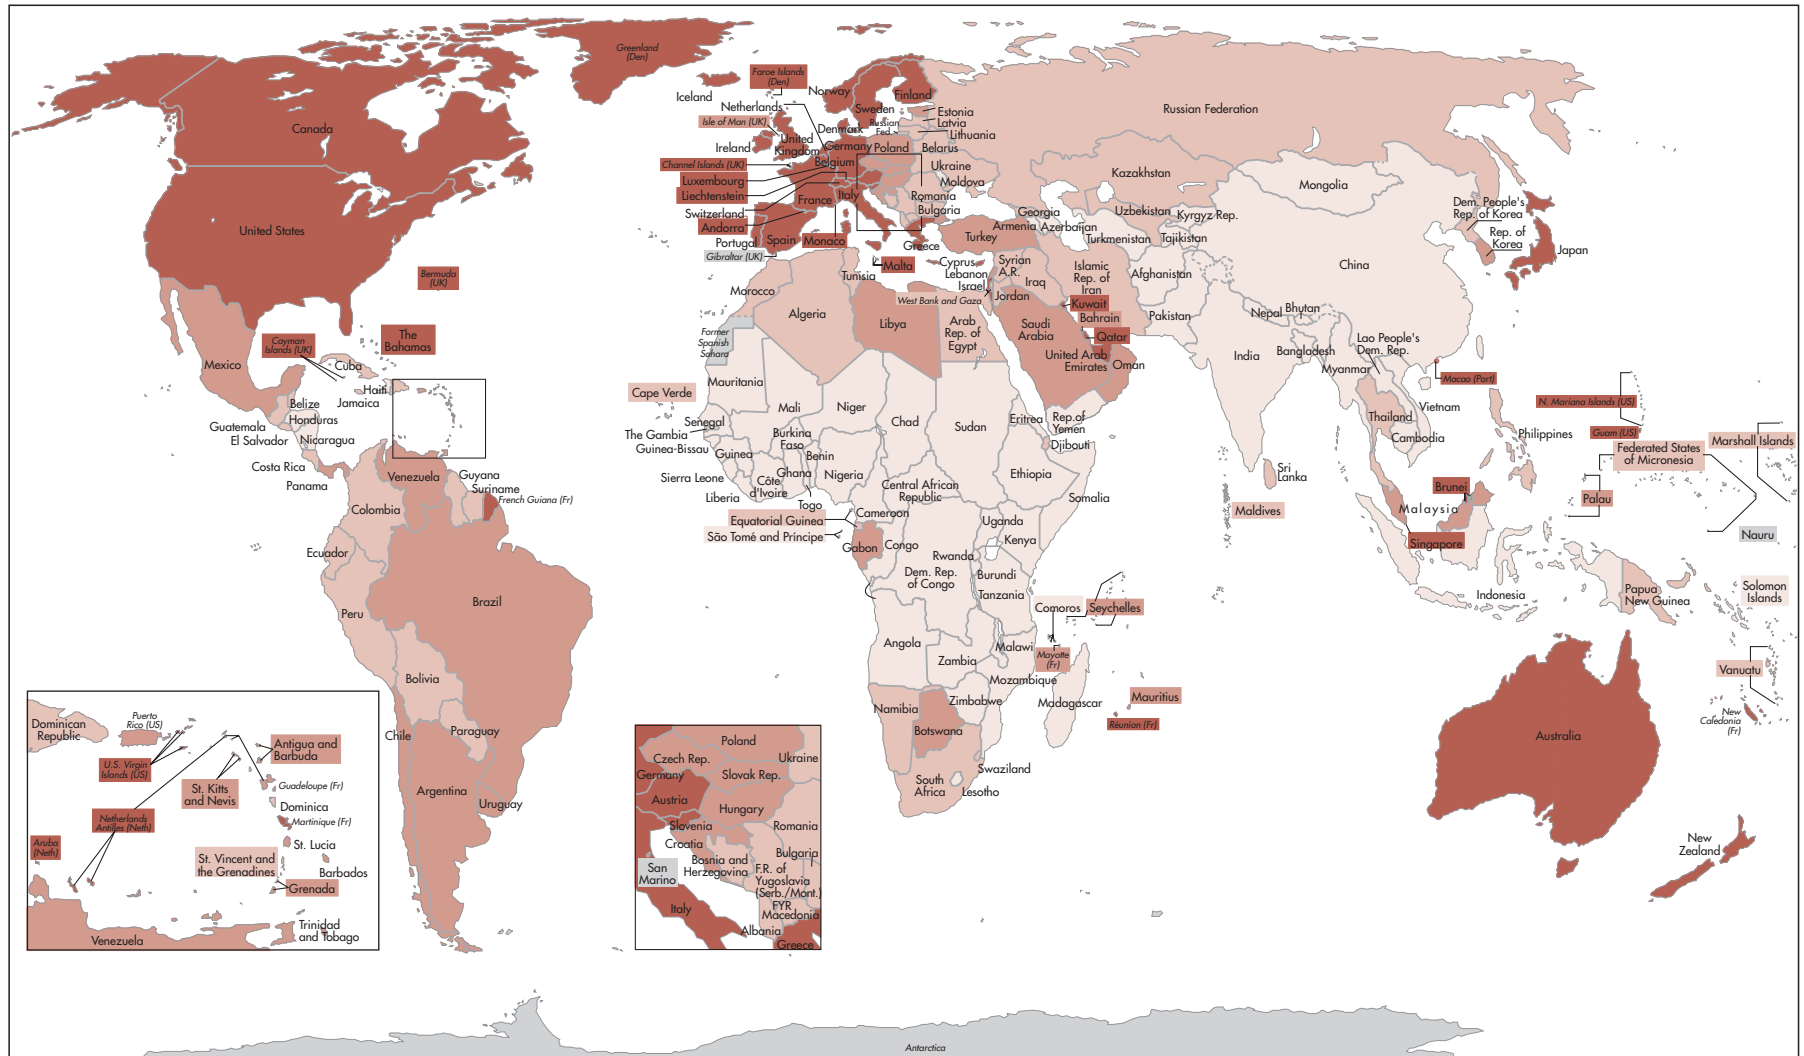 Greenland
(Den)
Faroe Islands
(Den)
Iceland
Norway
Finland
Sweden
Netherlands
Isle of Man (UK)
Estonia
Latvia
Lithuania
Russian
Fed.
Denmark
United
Kingdom
Ireland
Germany
Poland
Belarus
Belgium
Channel Islands (UK)
Luxembourg
Liechtenstein
Ukraine
Moldova
France
Italy
Romania
Bulgaria
Switzerland
Andorra
Portugal
Spain
Monaco
Gibraltar (UK)
Greece
Malta
Russian Federation
Canada
United States
Bermuda
(UK)
The
Bahamas
Cayman
Islands (UK)
Mexico
Cuba
Haiti
Jamaica
Belize
Honduras
Guatemala
El Salvador
Nicaragua
Costa Rica
Panama
Venezuela
Guyana
Suriname
French Guiana (Fr)
Colombia
Ecuador
Peru
Brazil
Bolivia
Paraguay
Chile
Argentina
Uruguay
Kazakhstan
Mongolia
Georgia
Armenia
Azerbaijan
Uzbekistan
Kyrgyz Rep.
Turkmenistan
Tajikistan
Turkey
Cyprus
Lebanon
Israel
Syrian
A.R.
Iraq
Islamic
Rep. of
Iran
Afghanistan
China
Dem. People's
Rep. of Korea
Rep. of
Korea
Japan
West Bank and Gaza
Jordan
Kuwait
Bahrain
Qatar
Saudi
Arabia
United Arab
Emirates
Oman
Pakistan
Nepal
Bhutan
India
Bangladesh
Myanmar
Lao People's
Dem. Rep.
Macao (Port)
Thailand
Vietnam
Cambodia
Philippines
N. Mariana Islands (US)
Guam (US)
Federated States
of Micronesia
Marshall Islands
Palau
Nauru
Sri
Lanka
Maldives
Brunei
Malaysia
Singapore
Indonesia
Papua
New Guinea
Solomon
Islands
Vanuatu
New
Caledonia
(Fr)
Australia
New
Zealand
Morocco
Tunisia
Algeria
Libya
Arab
Rep. of
Egypt
Former
Spanish
Sahara
Cape Verde
Mauritania
Mali
Niger
Chad
Sudan
Eritrea
Rep.of
Yemen
Djibouti
Senegal
The Gambia
Guinea-Bissau
Guinea
Sierra Leone
Liberia
Burkina
Faso
Benin
Ghana
Côte
d'Ivoire
Togo
Nigeria
Central African
Republic
Cameroon
Ethiopia
Somalia
Equatorial Guinea
São Tomé and Príncipe
Gabon
Congo
Dem. Rep.
of Congo
Uganda
Kenya
Rwanda
Burundi
Tanzania
Comoros
Seychelles
Mayotte
(Fr)
Angola
Zambia
Malawi
Mozambique
Zimbabwe
Madagascar
Mauritius
Réunion (Fr)
Namibia
Botswana
Swaziland
South
Africa
Lesotho
Dominican
Republic
Puerto
Rico (US)
U.S. Virgin
Islands (US)
Antigua and
Barbuda
St. Kitts
and Nevis
Guadeloupe (Fr)
Dominica
Netherlands
Antilles (Neth)
Martinique (Fr)
Aruba
(Neth)
St. Lucia
St. Vincent and
the Grenadines
Barbados
Grenada
Trinidad
and Tobago
Venezuela
Poland
Czech Rep.
Ukraine
Germany
Slovak Rep.
Austria
Hungary
Slovenia
Romania
Croatia
Bosnia and
Herzegovina
Bulgaria
San
Marino
F.R. of
Yugoslavia
(Serb./Mont.)
FYR
Macedonia
Italy
Albania
Greece
Antarctica